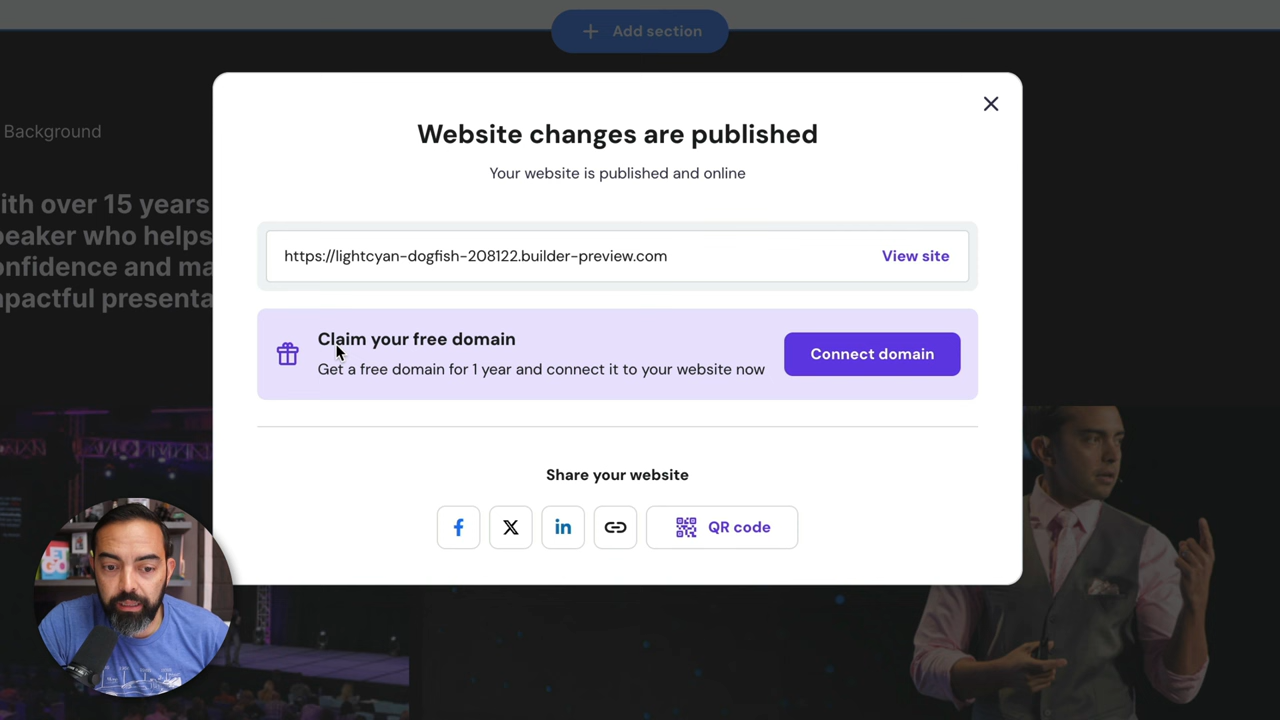 Add section
Background
Website changes are published
Your website is published and online
ith over 15 years
peaker who helps
onfidence and ma
npactful presenta
https://lightcyan-dogfish-208122.builder-preview.com
View site
Claim your free domain
Get a free domain for 1 year and connect it to your website now
Connect domain
Share your website
QR code
LET
GO